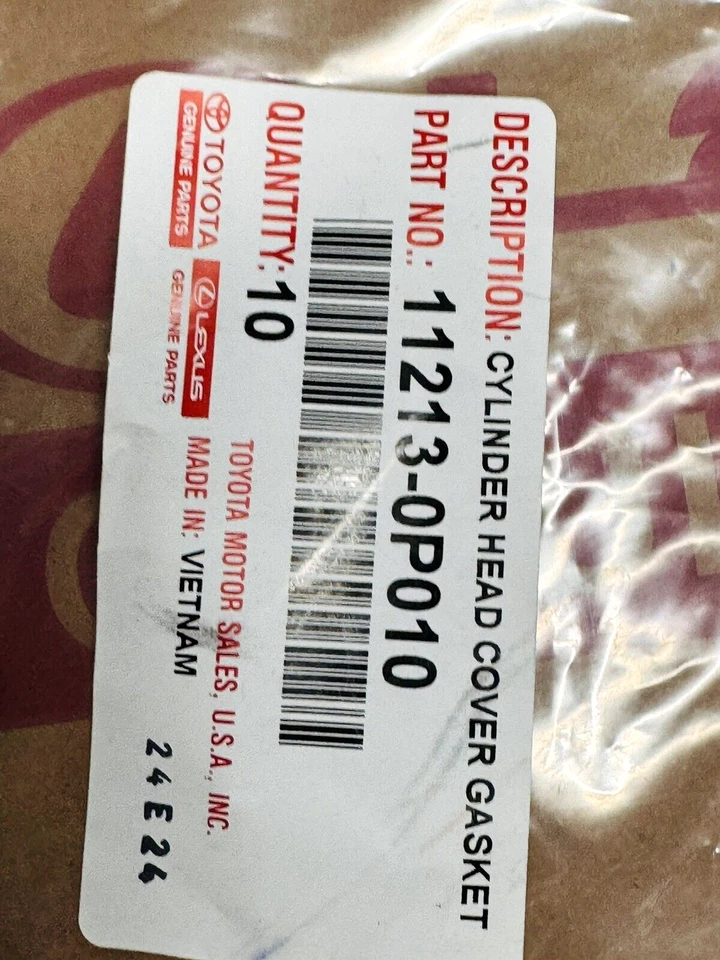 DESCRIPTION: CYLINDER HEAD COVER GASKET
PART NO.: 11213-0P010
QUANTITY: 10
TOYOTA
GENUINE PARTS
LEXUS
GENUINE PARTS
TOYOTA MOTOR SALES, U.S.A., INC.
MADE IN: VIETNAM
24E24